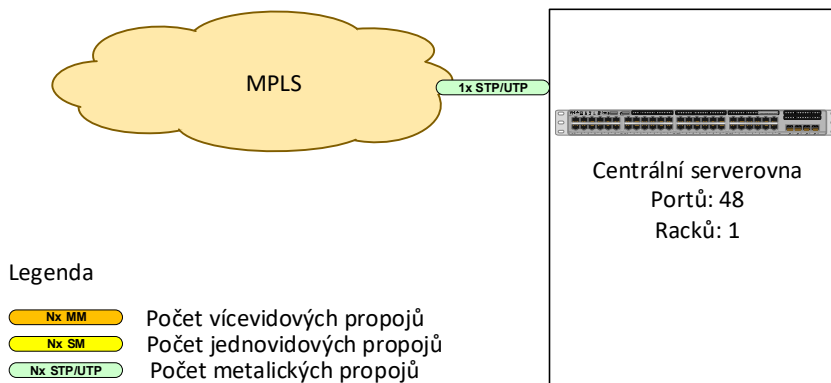 MPLS
1x STP/UTP
Centrální serverovna
Portů: 48
Racků: 1
Legenda
Nx MM Počet vícevidových propojů
Nx SM Počet jednovidových propojů
Nx STP/UTP Počet metalických propojů